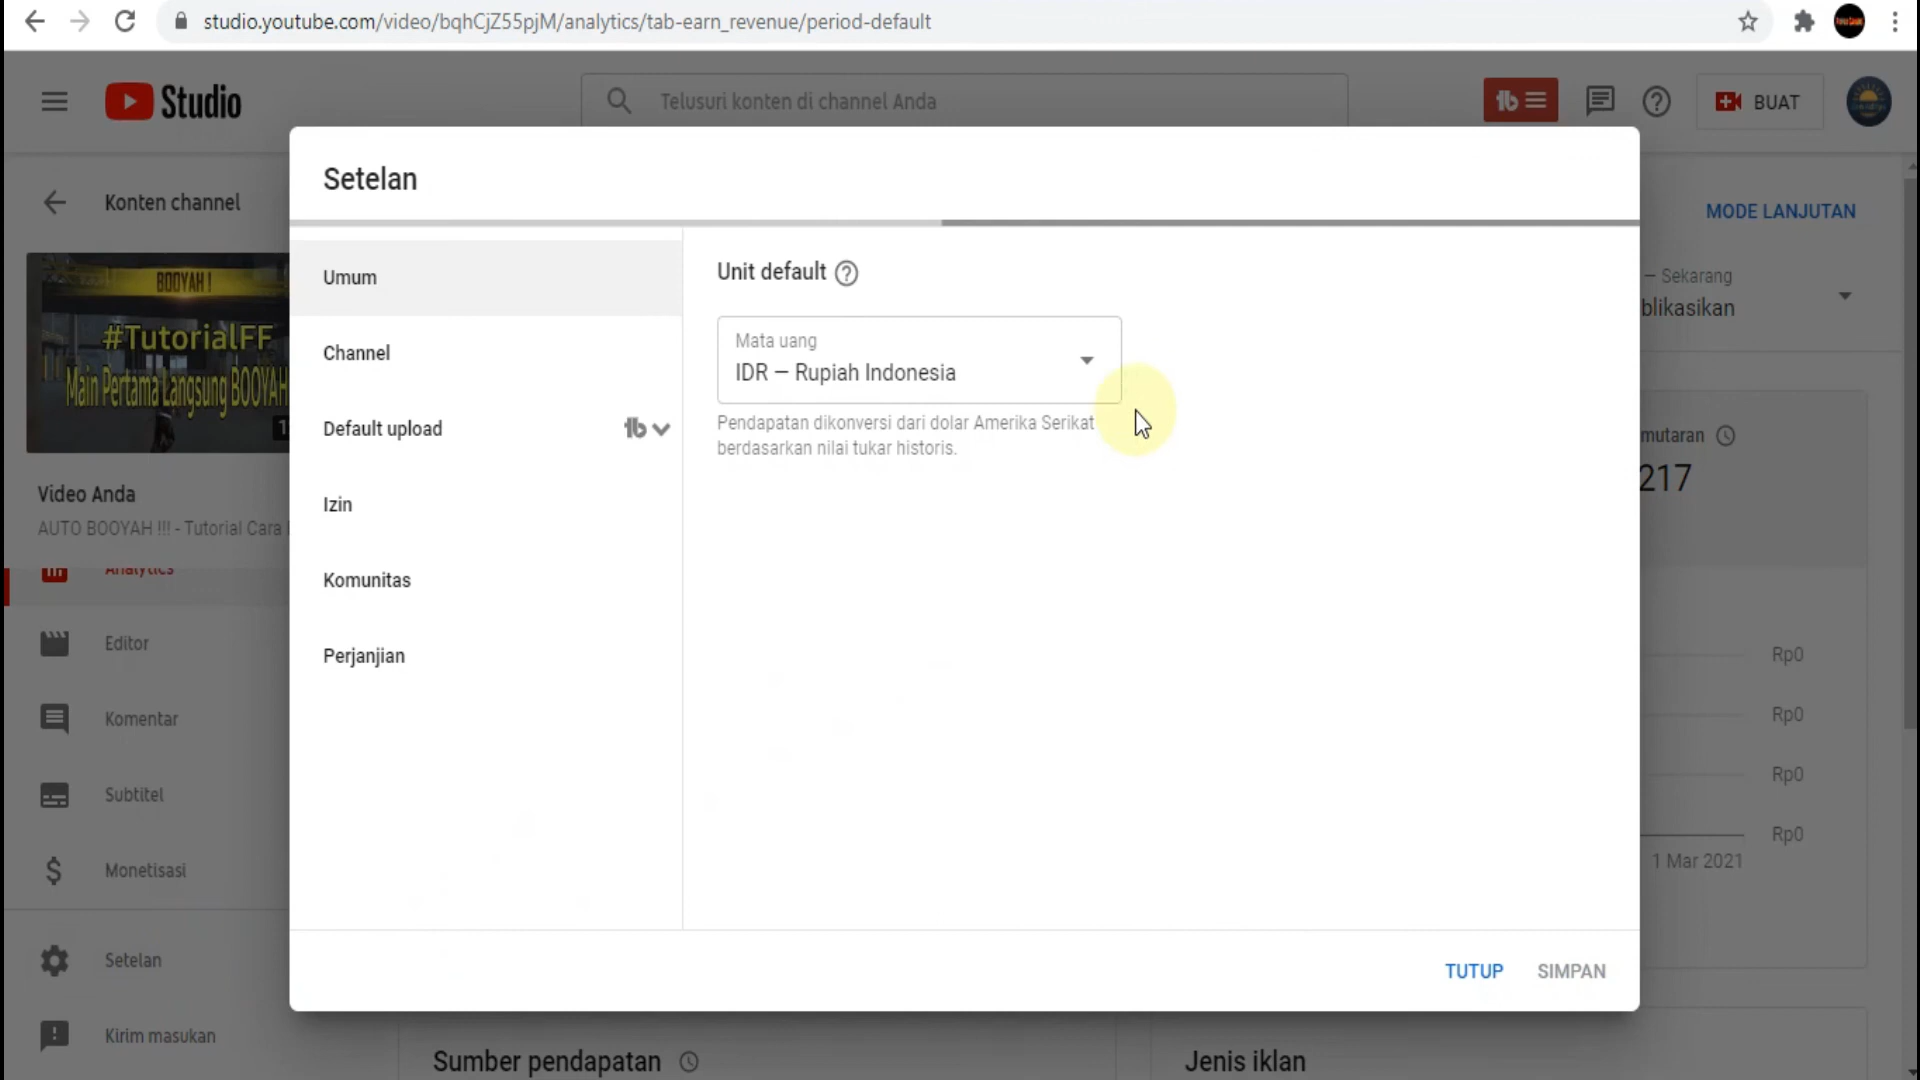 studio.youtube.com/video/bqhCjZ55pjM/analytics/tab-earn_revenue/period-default
Studio
Telusuri konten di channel Anda
BUAT
Konten channel
BOOYAH !
#TutorialFF
Main Pertama Langsung BOOYAH
1
Video Anda
AUTO BOOYAH !!! - Tutorial Cara
Analytics
Editor
Komentar
Subtitel
Monetisasi
Setelan
Kirim masukan
Setelan
Umum
Channel
Default upload
Izin
Komunitas
Perjanjian
Unit default
Mata uang
IDR – Rupiah Indonesia
Pendapatan dikonversi dari dolar Amerika Serikat
berdasarkan nilai tukar historis.
TUTUP
SIMPAN
MODE LANJUTAN
– Sekarang
blikasikan
mutaran
217
Rp0
Rp0
Rp0
Rp0
1 Mar 2021
Sumber pendapatan
Jenis iklan